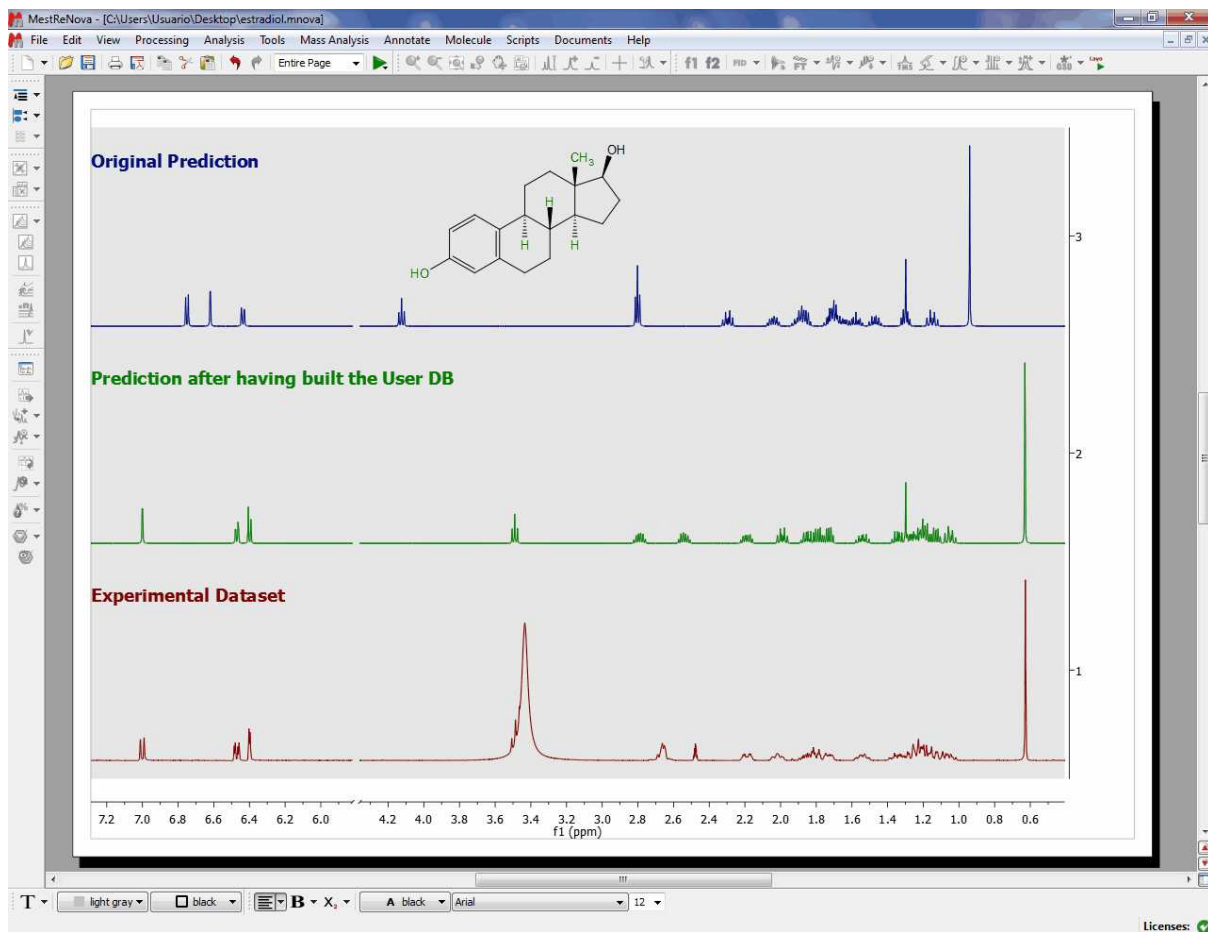 MestReNova - [C:\Users\Usuario\Desktop\estradiol.mnova]
File Edit View Processing Analysis Tools Mass Analysis Annotate Molecule Scripts Documents Help
Entire Page f1 f2
Original Prediction
CH3
OH
H
H
H
HO
3
Prediction after having built the User DB
2
Experimental Dataset
1
7.2 7.0 6.8 6.6 6.4 6.2 6.0 4.2 4.0 3.8 3.6 3.4 3.2 3.0 2.8 2.6 2.4 2.2 2.0 1.8 1.6 1.4 1.2 1.0 0.8 0.6
f1 (ppm)
T light gray black B X2 A black Arial 12
Licenses: